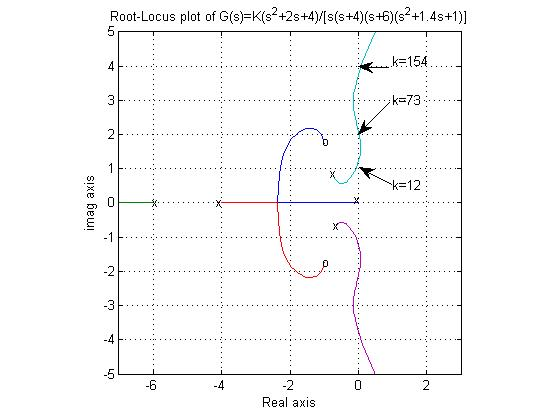 Root-Locus plot of G(s)=K(s²+2s+4)/[s(s+4)(s+6)(s²+1.4s+1)]
5
4
3
2
1
0
-1
-2
-3
-4
-5
imag axis
k=154
k=73
k=12
-6
-4
-2
0
2
Real axis